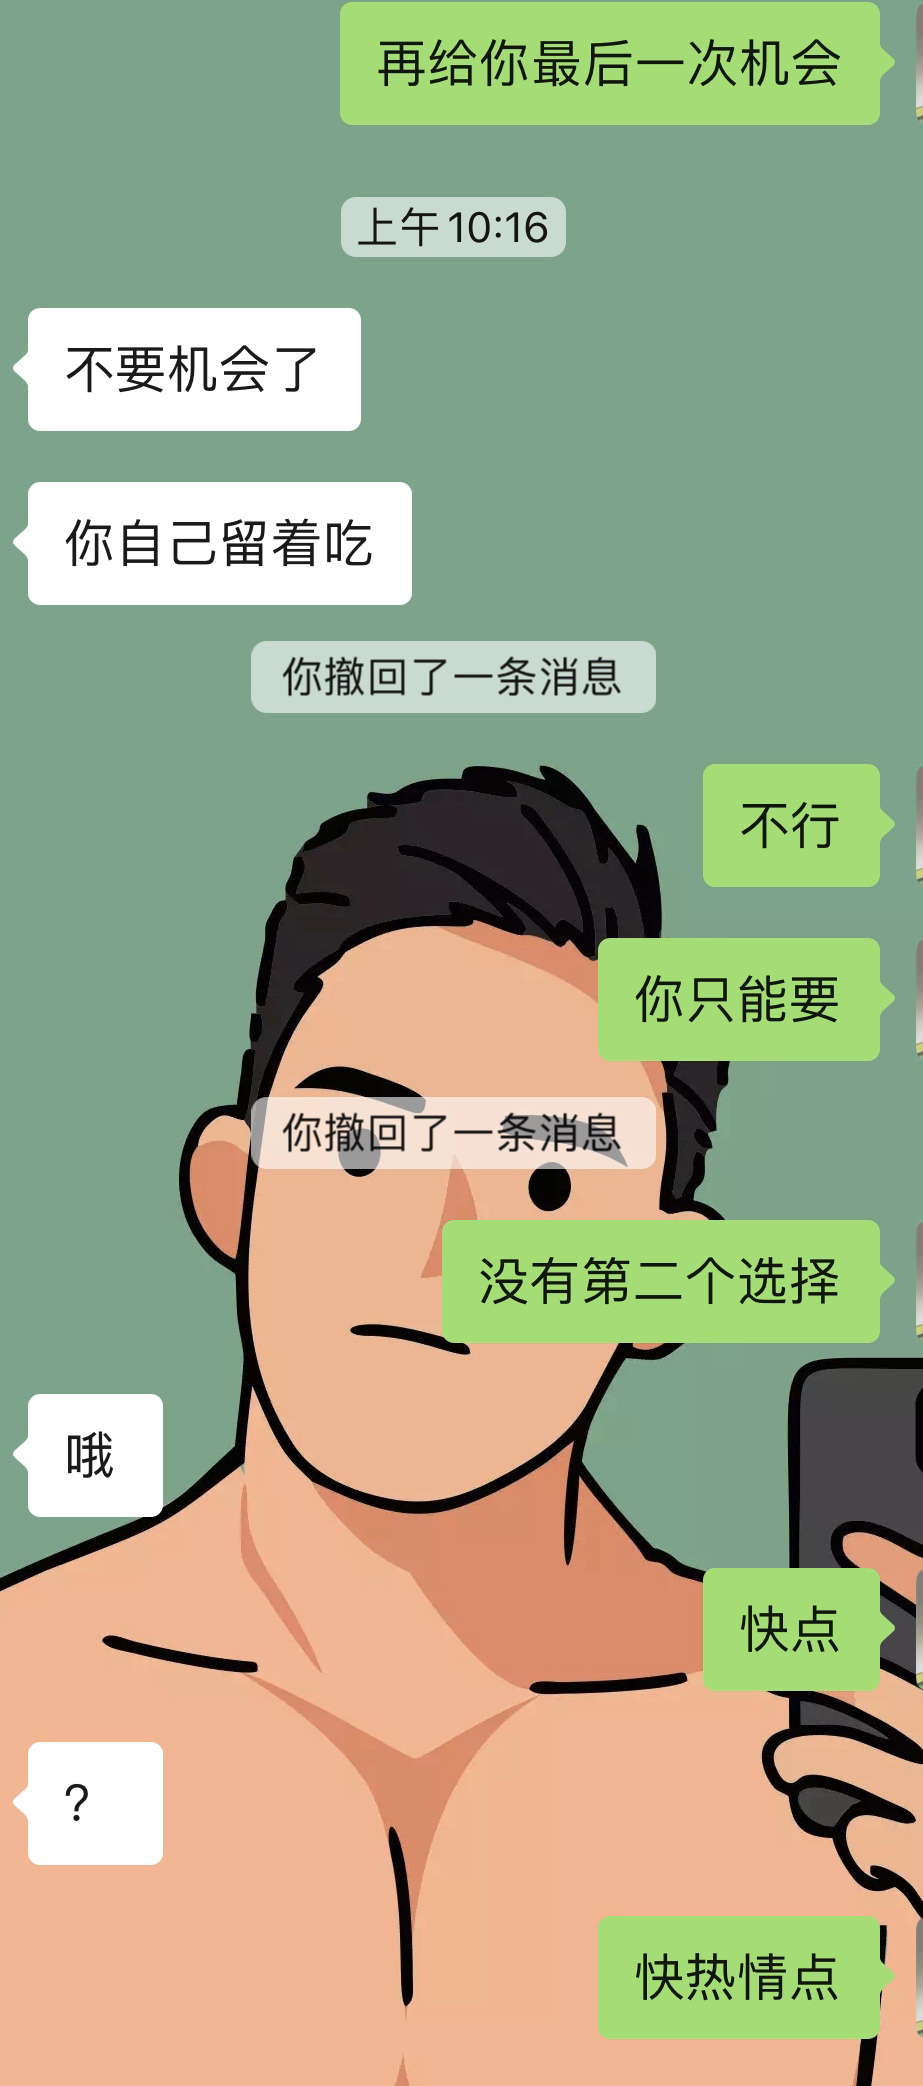 再给你最后一次机会
上午10:16
不要机会了
你自己留着吃
你撤回了一条消息
不行
你只能要
你撤回了一条消息
没有第二个选择
哦
快点
?
快热情点